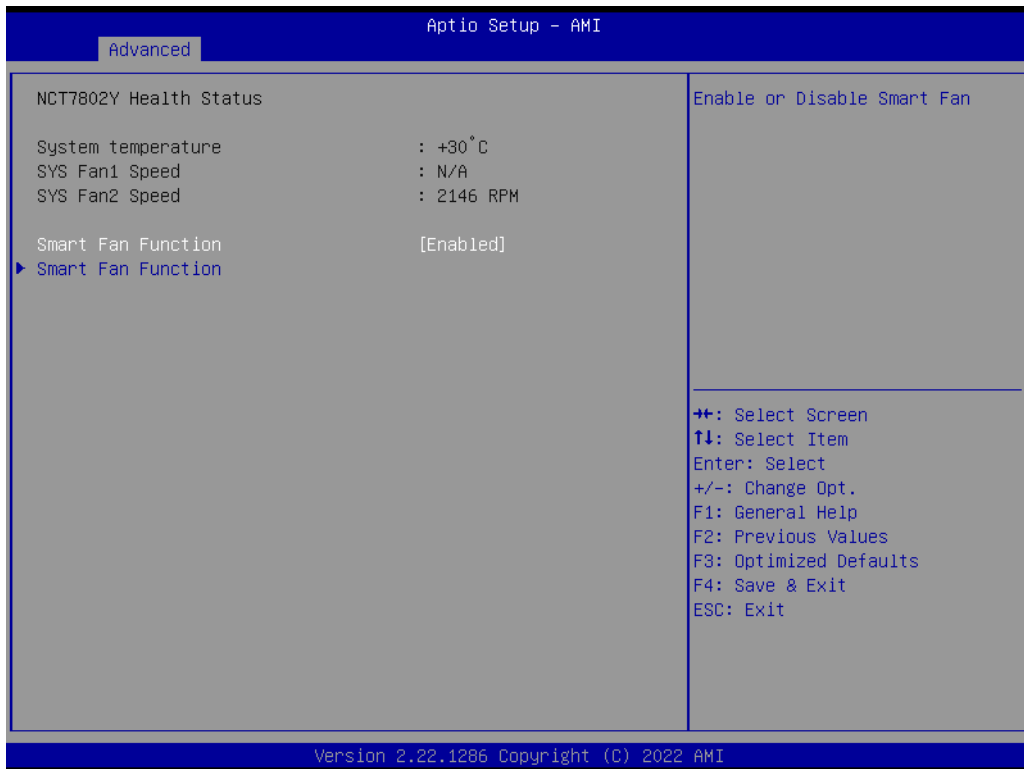 Aptio Setup – AMI
Advanced
NCT7802Y Health Status
System temperature : +30°C
SYS Fan1 Speed : N/A
SYS Fan2 Speed : 2146 RPM
Smart Fan Function [Enabled]
▶ Smart Fan Function
Enable or Disable Smart Fan
→←: Select Screen
↑↓: Select Item
Enter: Select
+/-: Change Opt.
F1: General Help
F2: Previous Values
F3: Optimized Defaults
F4: Save & Exit
ESC: Exit
Version 2.22.1286 Copyright (C) 2022 AMI